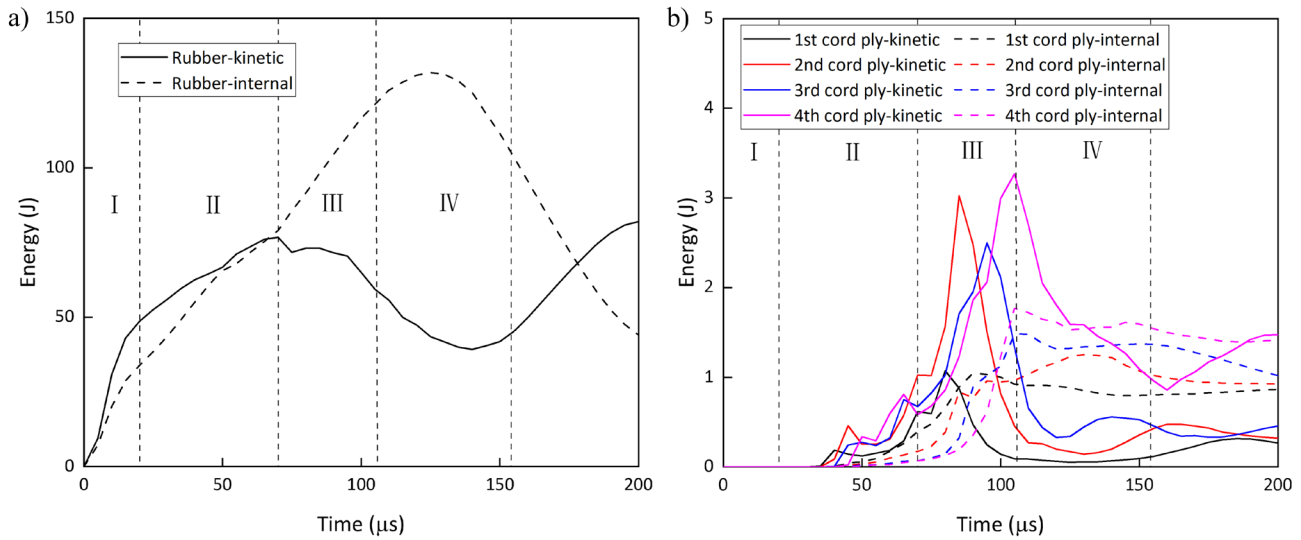 a)
150
100
50
0
Energy (J)
Rubber-kinetic
Rubber-internal
I
II
III
IV
0
50
100
150
200
Time (μs)
b)
5
4
3
2
1
0
Energy (J)
1st cord ply-kinetic
2nd cord ply-kinetic
3rd cord ply-kinetic
4th cord ply-kinetic
1st cord ply-internal
2nd cord ply-internal
3rd cord ply-internal
4th cord ply-internal
I
II
III
IV
0
50
100
150
200
Time (μs)